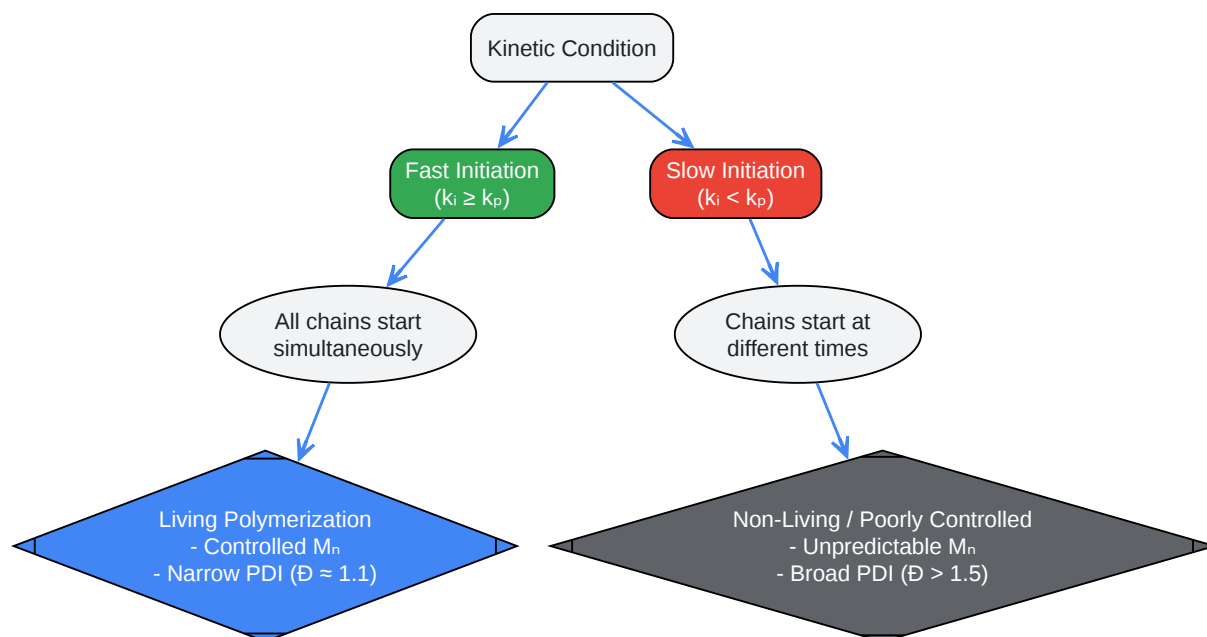 Kinetic Condition
Fast Initiation
(kᵢ ≥ kₚ)
Slow Initiation
(kᵢ < kₚ)
All chains start
simultaneously
Chains start at
different times
Living Polymerization
- Controlled Mₙ
- Narrow PDI (Đ ≈ 1.1)
Non-Living / Poorly Controlled
- Unpredictable Mₙ
- Broad PDI (Đ > 1.5)